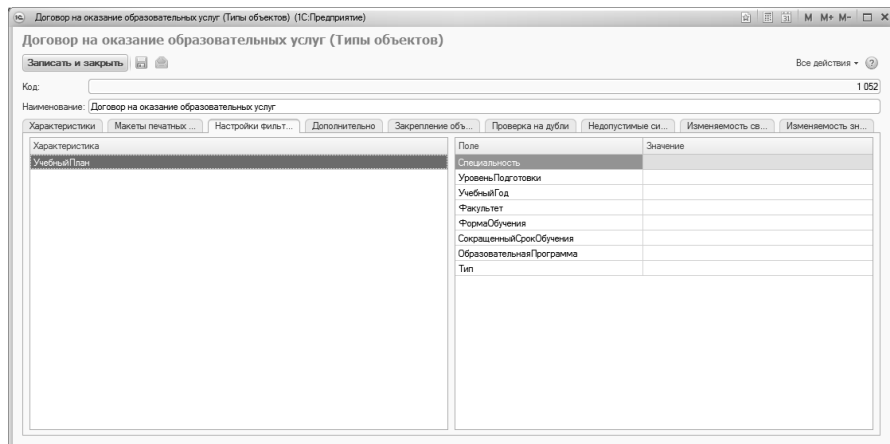 Договор на оказание образовательных услуг (Типы объектов) (1С:Предприятие)
M M+ M-
Договор на оказание образовательных услуг (Типы объектов)
Записать и закрыть
Все действия
Код: 1 052
Наименование: Договор на оказание образовательных услуг
Характеристики Макеты печатных ... Настройки фильт... Дополнительно Закрепление объ... Проверка на дубли Недопустимые си... Изменяемость св... Изменяемость зн...
Характеристика Поле Значение
УчебныйПлан Специальность
УровеньПодготовки
УчебныйГод
Факультет
ФормаОбучения
СокращенныйСрокОбучения
ОбразовательнаяПрограмма
Тип